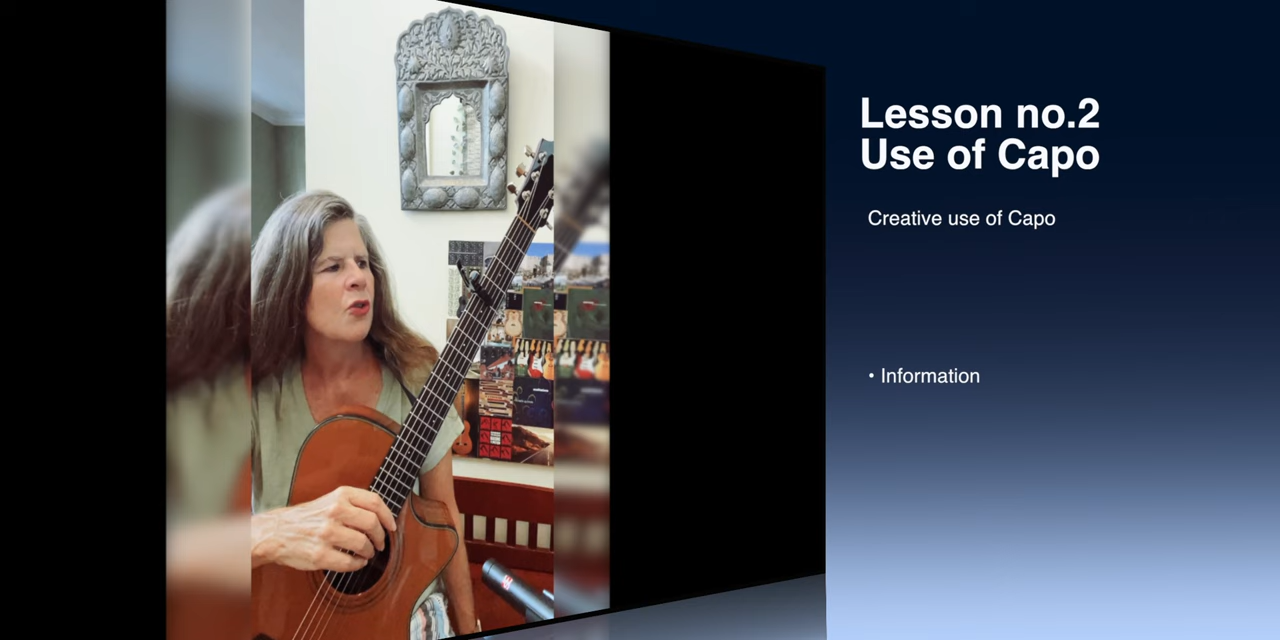 Lesson no.2
Use of Capo
Creative use of Capo
• Information